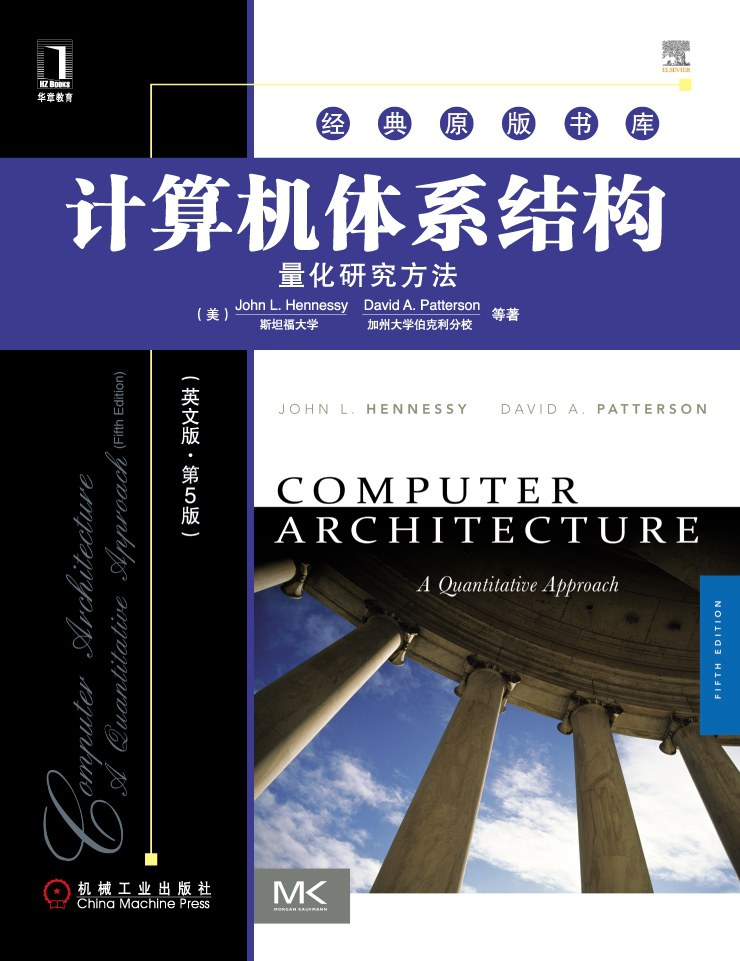 HZ BOOKS
华章教育
ELSEVIER
经典原版书库
计算机体系结构
量化研究方法
（美） John L. Hennessy David A. Patterson 等著
斯坦福大学 加州大学伯克利分校
（英文版·第5版）
Computer Architecture
A Quantitative Approach (Fifth Edition)
JOHN L. HENNESSY DAVID A. PATTERSON
COMPUTER
ARCHITECTURE
A Quantitative Approach
FIFTH EDITION
机械工业出版社
China Machine Press
MK
MORGAN KAUFMANN